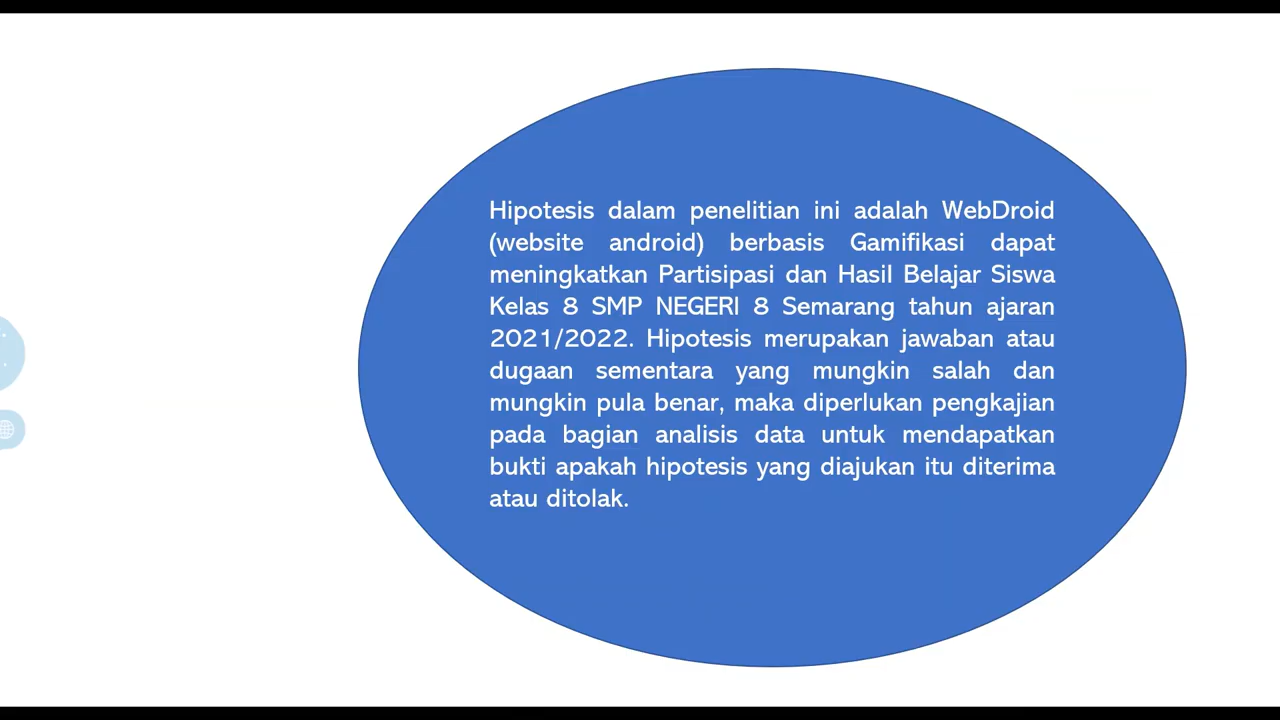 Hipotesis dalam penelitian ini adalah WebDroid
(website android) berbasis Gamifikasi dapat
meningkatkan Partisipasi dan Hasil Belajar Siswa
Kelas 8 SMP NEGERI 8 Semarang tahun ajaran
2021/2022. Hipotesis merupakan jawaban atau
dugaan sementara yang mungkin salah dan
mungkin pula benar, maka diperlukan pengkajian
pada bagian analisis data untuk mendapatkan
bukti apakah hipotesis yang diajukan itu diterima
atau ditolak.